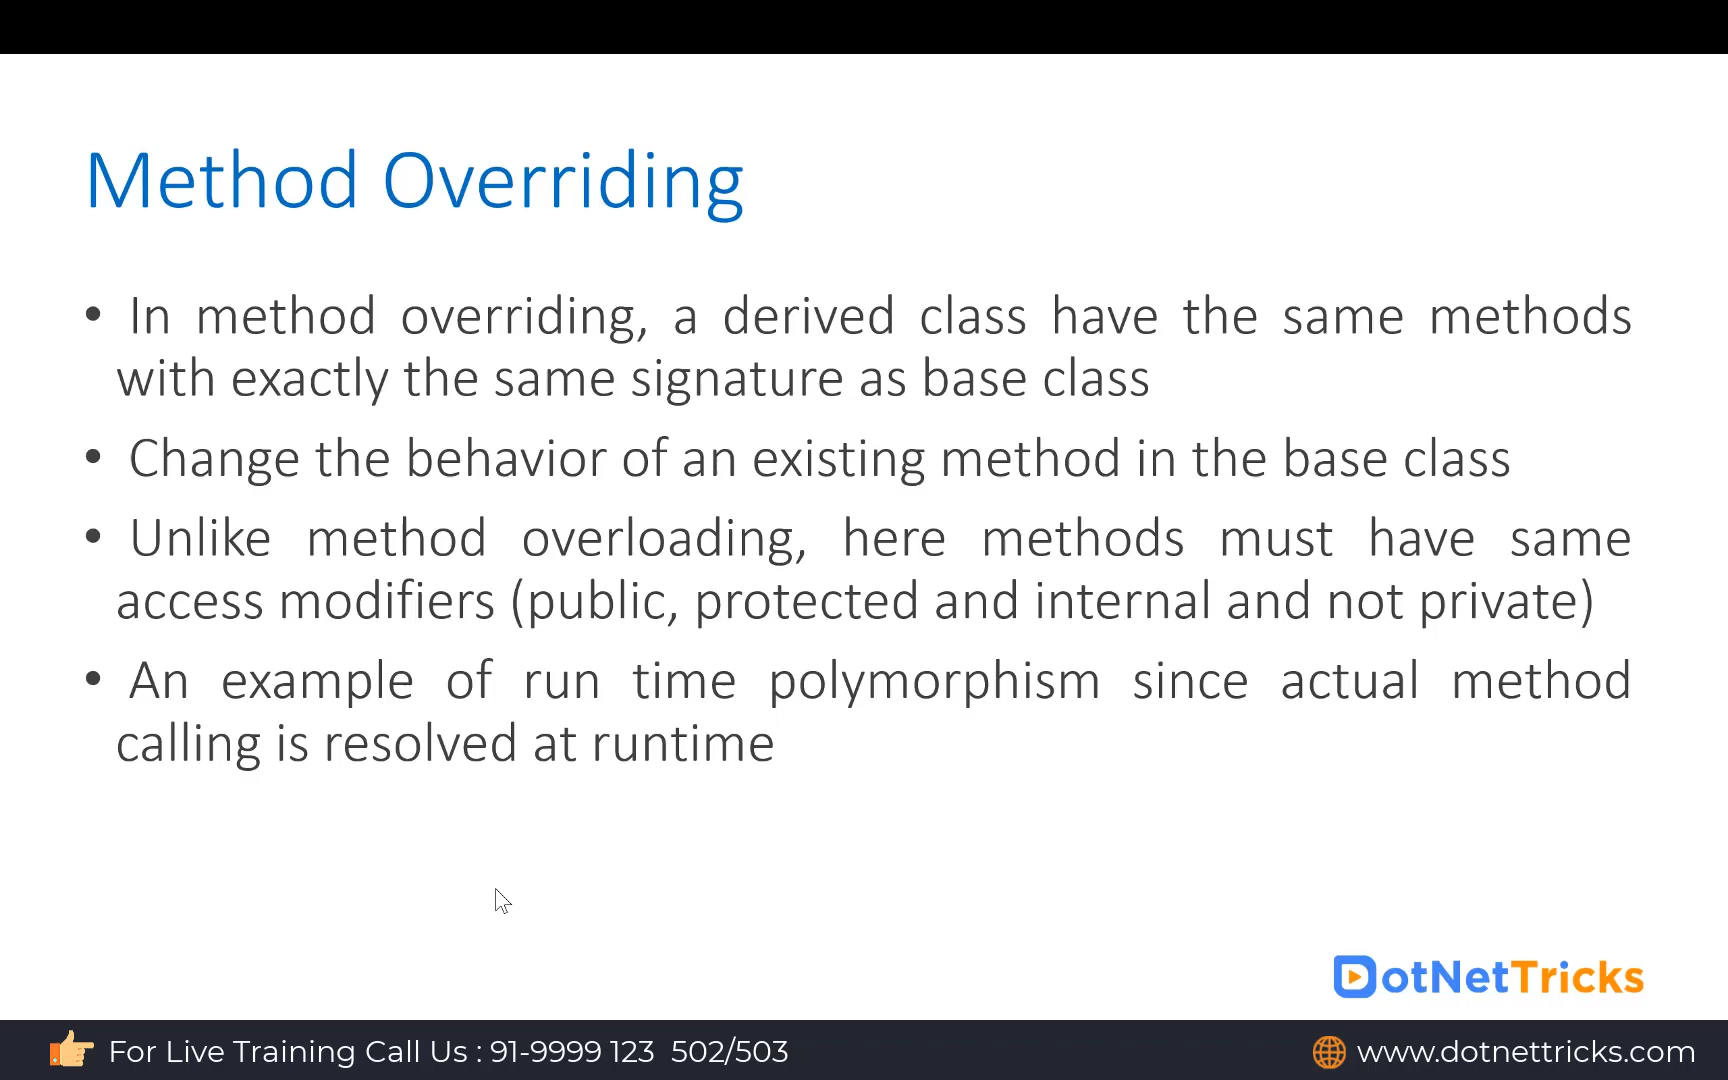 Method Overriding
• In method overriding, a derived class have the same methods
with exactly the same signature as base class
• Change the behavior of an existing method in the base class
• Unlike method overloading, here methods must have same
access modifiers (public, protected and internal and not private)
• An example of run time polymorphism since actual method
calling is resolved at runtime
DotNetTricks
For Live Training Call Us : 91-9999 123 502/503
www.dotnettricks.com